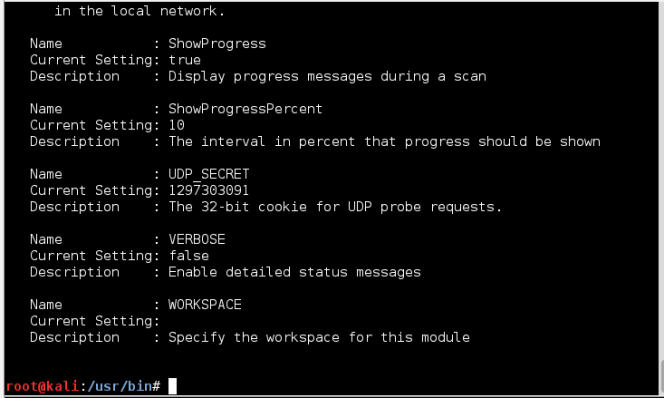 in the local network.
Name : ShowProgress
Current Setting: true
Description : Display progress messages during a scan
Name : ShowProgressPercent
Current Setting: 10
Description : The interval in percent that progress should be shown
Name : UDP_SECRET
Current Setting: 1297303091
Description : The 32-bit cookie for UDP probe requests.
Name : VERBOSE
Current Setting: false
Description : Enable detailed status messages
Name : WORKSPACE
Current Setting:
Description : Specify the workspace for this module
root@kali:/usr/bin#